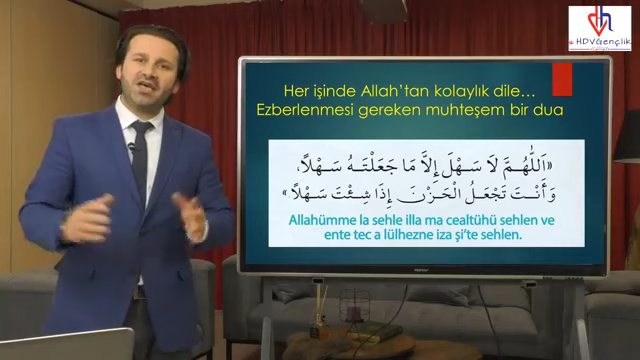 HDVGençlik
Her işinde Allah'tan kolaylık dile…
Ezberlenmesi gereken muhteşem bir dua
«اَللّٰهُمَّ لَا سَهْلَ إِلَّا مَا جَعَلْتَهُ سَهْلًا،
وَأَنْتَ تَجْعَلُ الْحَزْنَ إِذَا شِئْتَ سَهْلًا»
Allahümme la sehle illa ma cealtühü sehlen ve
ente tec a lülhezne iza şi'te sehlen.